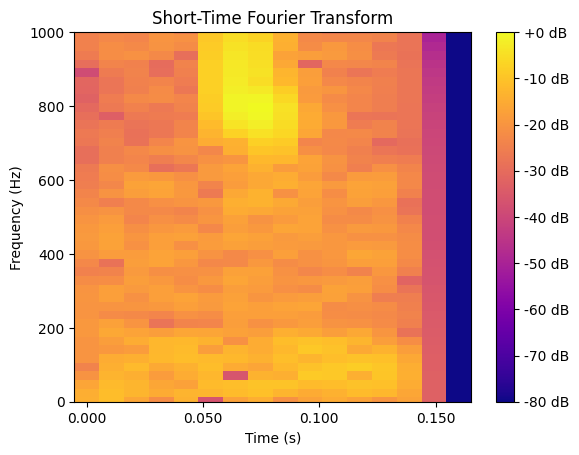 Short-Time Fourier Transform
Frequency (Hz)
1000
800
600
400
200
0
0.000
0.050
0.100
0.150
Time (s)
+0 dB
-10 dB
-20 dB
-30 dB
-40 dB
-50 dB
-60 dB
-70 dB
-80 dB